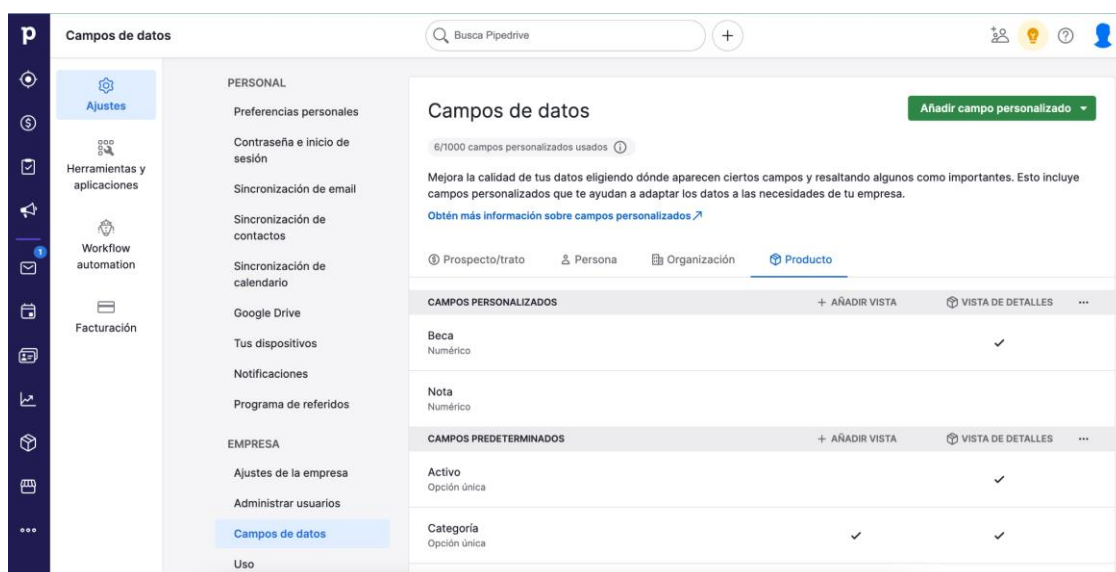 p
Campos de datos
Busca Pipedrive
Ajustes
Herramientas y
aplicaciones
Workflow
automation
Facturación
1
PERSONAL
Preferencias personales
Contraseña e inicio de
sesión
Sincronización de email
Sincronización de
contactos
Sincronización de
calendario
Google Drive
Tus dispositivos
Notificaciones
Programa de referidos
EMPRESA
Ajustes de la empresa
Administrar usuarios
Campos de datos
Uso
Campos de datos
Añadir campo personalizado
6/1000 campos personalizados usados
Mejora la calidad de tus datos eligiendo dónde aparecen ciertos campos y resaltando algunos como importantes. Esto incluye
campos personalizados que te ayudan a adaptar los datos a las necesidades de tu empresa.
Obtén más información sobre campos personalizados
Prospecto/trato Persona Organización Producto
CAMPOS PERSONALIZADOS + AÑADIR VISTA VISTA DE DETALLES ...
Beca
Numérico
Nota
Numérico
CAMPOS PREDETERMINADOS + AÑADIR VISTA VISTA DE DETALLES ...
Activo
Opción única
Categoría
Opción única